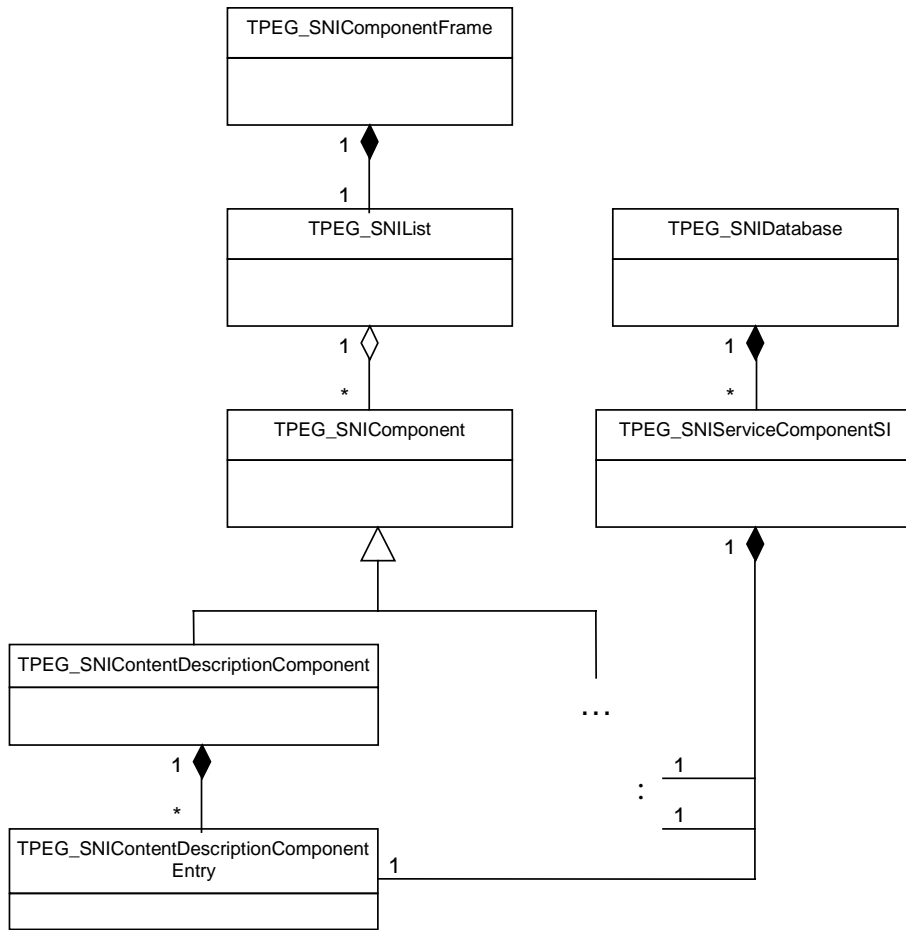 TPEG_SNIComponentFrame
1
1
TPEG_SNIList
TPEG_SNIDatabase
1
1
*
*
TPEG_SNIComponent
TPEG_SNIServiceComponentSI
1
TPEG_SNIContentDescriptionComponent
...
1
1
:
*
1
TPEG_SNIContentDescriptionComponent
Entry
1